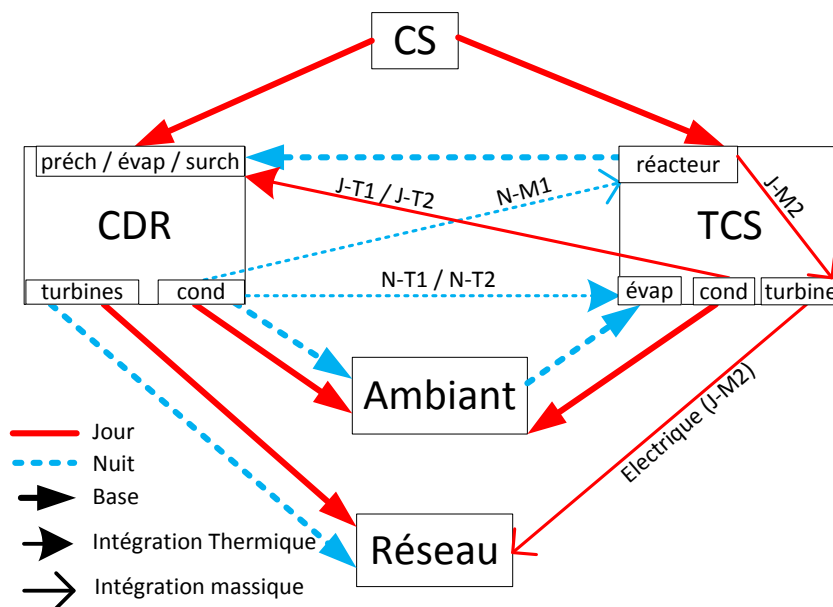 CS
préch / évap / surch
réacteur
J-T1 / J-T2
N-M1
J-M2
CDR
TCS
N-T1 / N-T2
turbines
cond
évap
cond
turbine
Ambiant
Electrique (J-M2)
Jour
Nuit
Base
Intégration Thermique
Réseau
Intégration massique